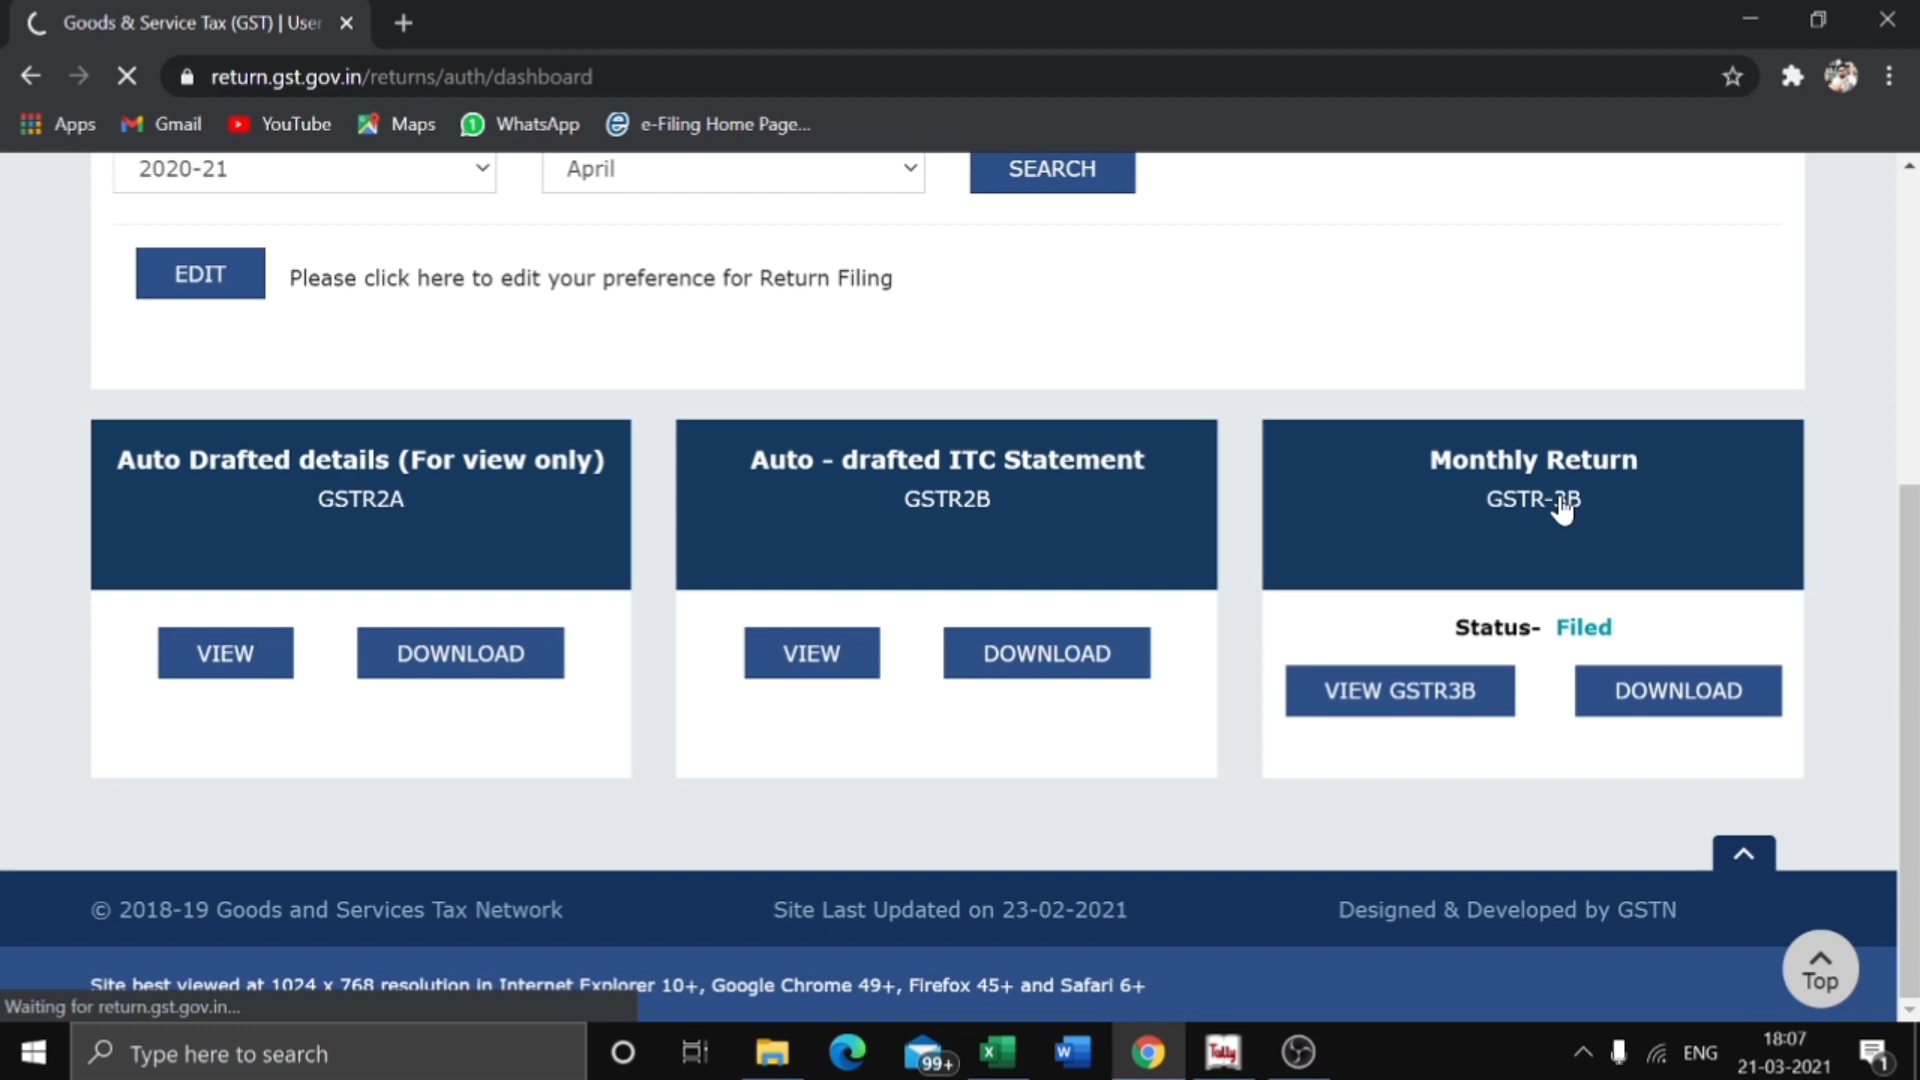 Goods & Service Tax (GST) | User
return.gst.gov.in/returns/auth/dashboard
Apps
Gmail
YouTube
Maps
WhatsApp
e-Filing Home Page...
2020-21
April
SEARCH
EDIT
Please click here to edit your preference for Return Filing
Auto Drafted details (For view only)
GSTR2A
VIEW
DOWNLOAD
Auto - drafted ITC Statement
GSTR2B
VIEW
DOWNLOAD
Monthly Return
GSTR-3B
Status- Filed
VIEW GSTR3B
DOWNLOAD
© 2018-19 Goods and Services Tax Network
Site Last Updated on 23-02-2021
Designed & Developed by GSTN
Top
Site best viewed at 1024 x 768 resolution in Internet Explorer 10+, Google Chrome 49+, Firefox 45+ and Safari 6+
Waiting for return.gst.gov.in...
Type here to search
99+
Tally
ENG
18:07
21-03-2021
1